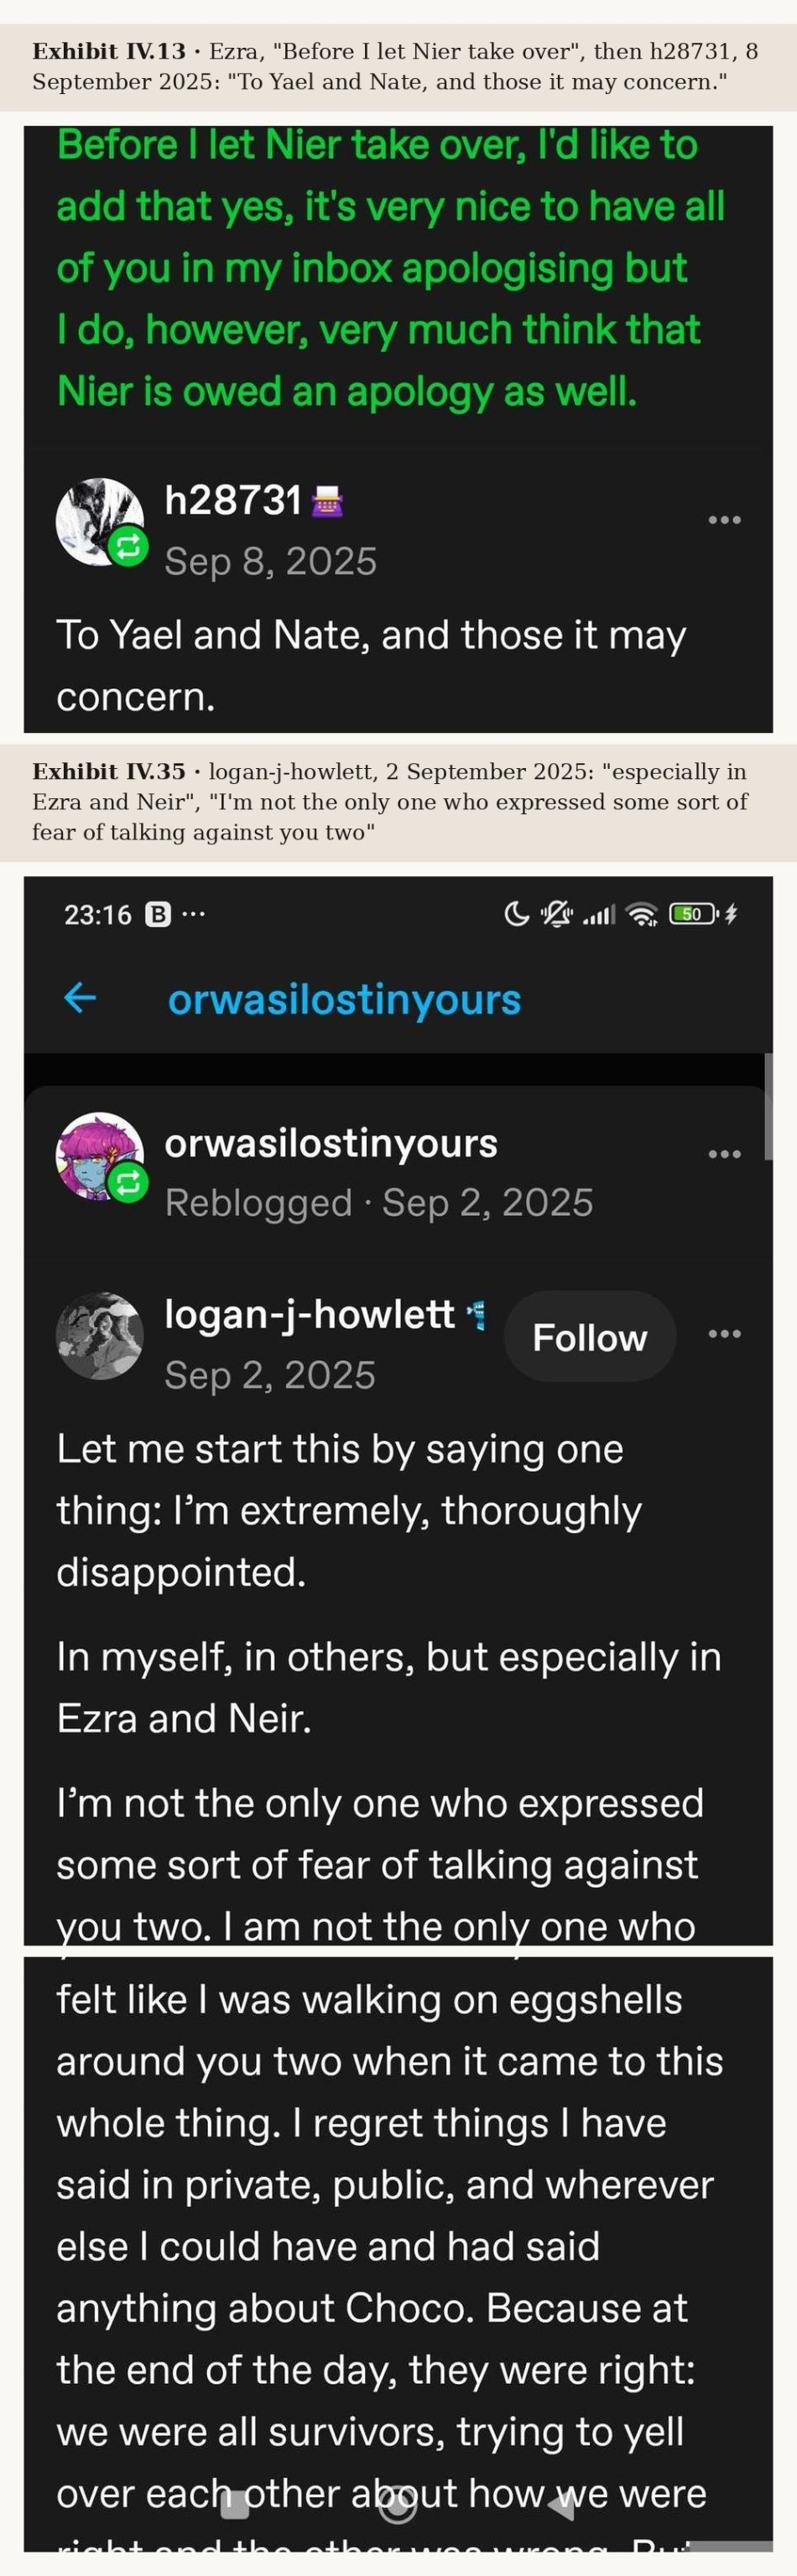 Exhibit IV.13 · Ezra, "Before I let Nier take over", then h28731, 8
September 2025: "To Yael and Nate, and those it may concern."
Before I let Nier take over, I'd like to
add that yes, it's very nice to have all
of you in my inbox apologising but
I do, however, very much think that
Nier is owed an apology as well.
h28731
Sep 8, 2025
To Yael and Nate, and those it may
concern.
Exhibit IV.35 · logan-j-howlett, 2 September 2025: "especially in
Ezra and Neir", "I'm not the only one who expressed some sort of
fear of talking against you two"
23:16 B ...
50
orwasilostinyours
orwasilostinyours
Reblogged · Sep 2, 2025
logan-j-howlett
Follow
Sep 2, 2025
Let me start this by saying one
thing: I'm extremely, thoroughly
disappointed.
In myself, in others, but especially in
Ezra and Neir.
I'm not the only one who expressed
some sort of fear of talking against
you two. I am not the only one who
felt like I was walking on eggshells
around you two when it came to this
whole thing. I regret things I have
said in private, public, and wherever
else I could have and had said
anything about Choco. Because at
the end of the day, they were right:
we were all survivors, trying to yell
over each other about how we were
right and the other was wrong. But